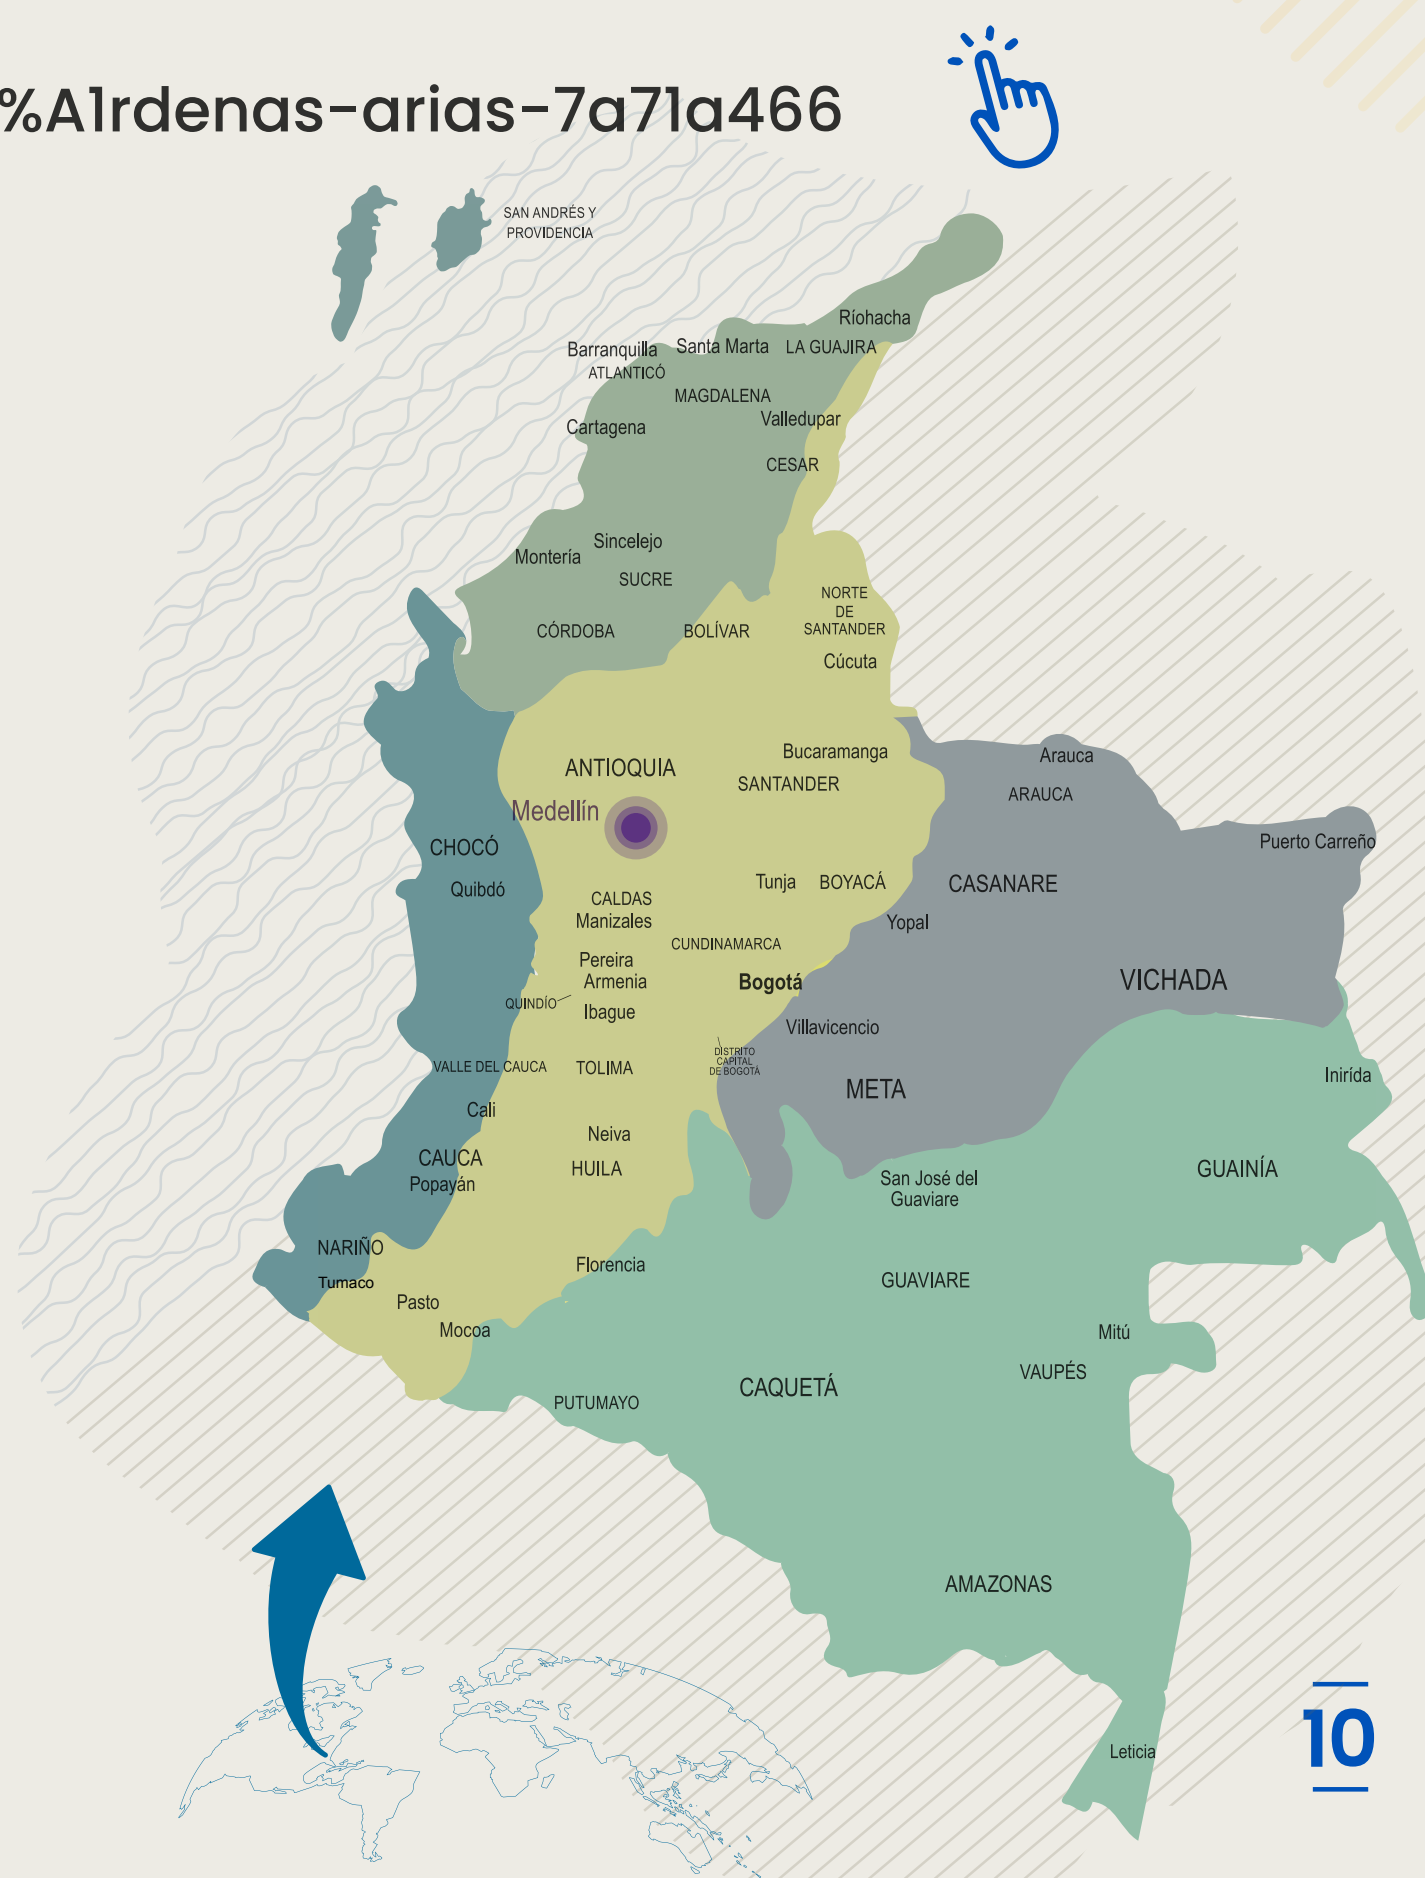 %A1rdenas-arias-7a71a466
SAN ANDRÉS Y
PROVIDENCIA
Ríohacha
Barranquilla
Santa Marta
LA GUAJIRA
ATLANTICÓ
MAGDALENA
Valledupar
Cartagena
CESAR
Sincelejo
Montería
SUCRE
NORTE
DE
SANTANDER
CÓRDOBA
BOLÍVAR
Cúcuta
Bucaramanga
Arauca
ANTIOQUIA
SANTANDER
ARAUCA
Medellín
Puerto Carreño
CHOCÓ
Quibdó
Tunja
BOYACÁ
CASANARE
CALDAS
Manizales
Yopal
CUNDINAMARCA
Pereira
Armenia
Bogotá
VICHADA
QUINDÍO
Ibague
Villavicencio
DISTRITO
CAPITAL
DE BOGOTÁ
VALLE DEL CAUCA
TOLIMA
Inirída
META
Cali
Neiva
CAUCA
HUILA
GUAINÍA
Popayán
San José del
Guaviare
NARIÑO
Florencia
Tumaco
GUAVIARE
Pasto
Mocoa
Mitú
VAUPÉS
CAQUETÁ
PUTUMAYO
AMAZONAS
10
Leticia